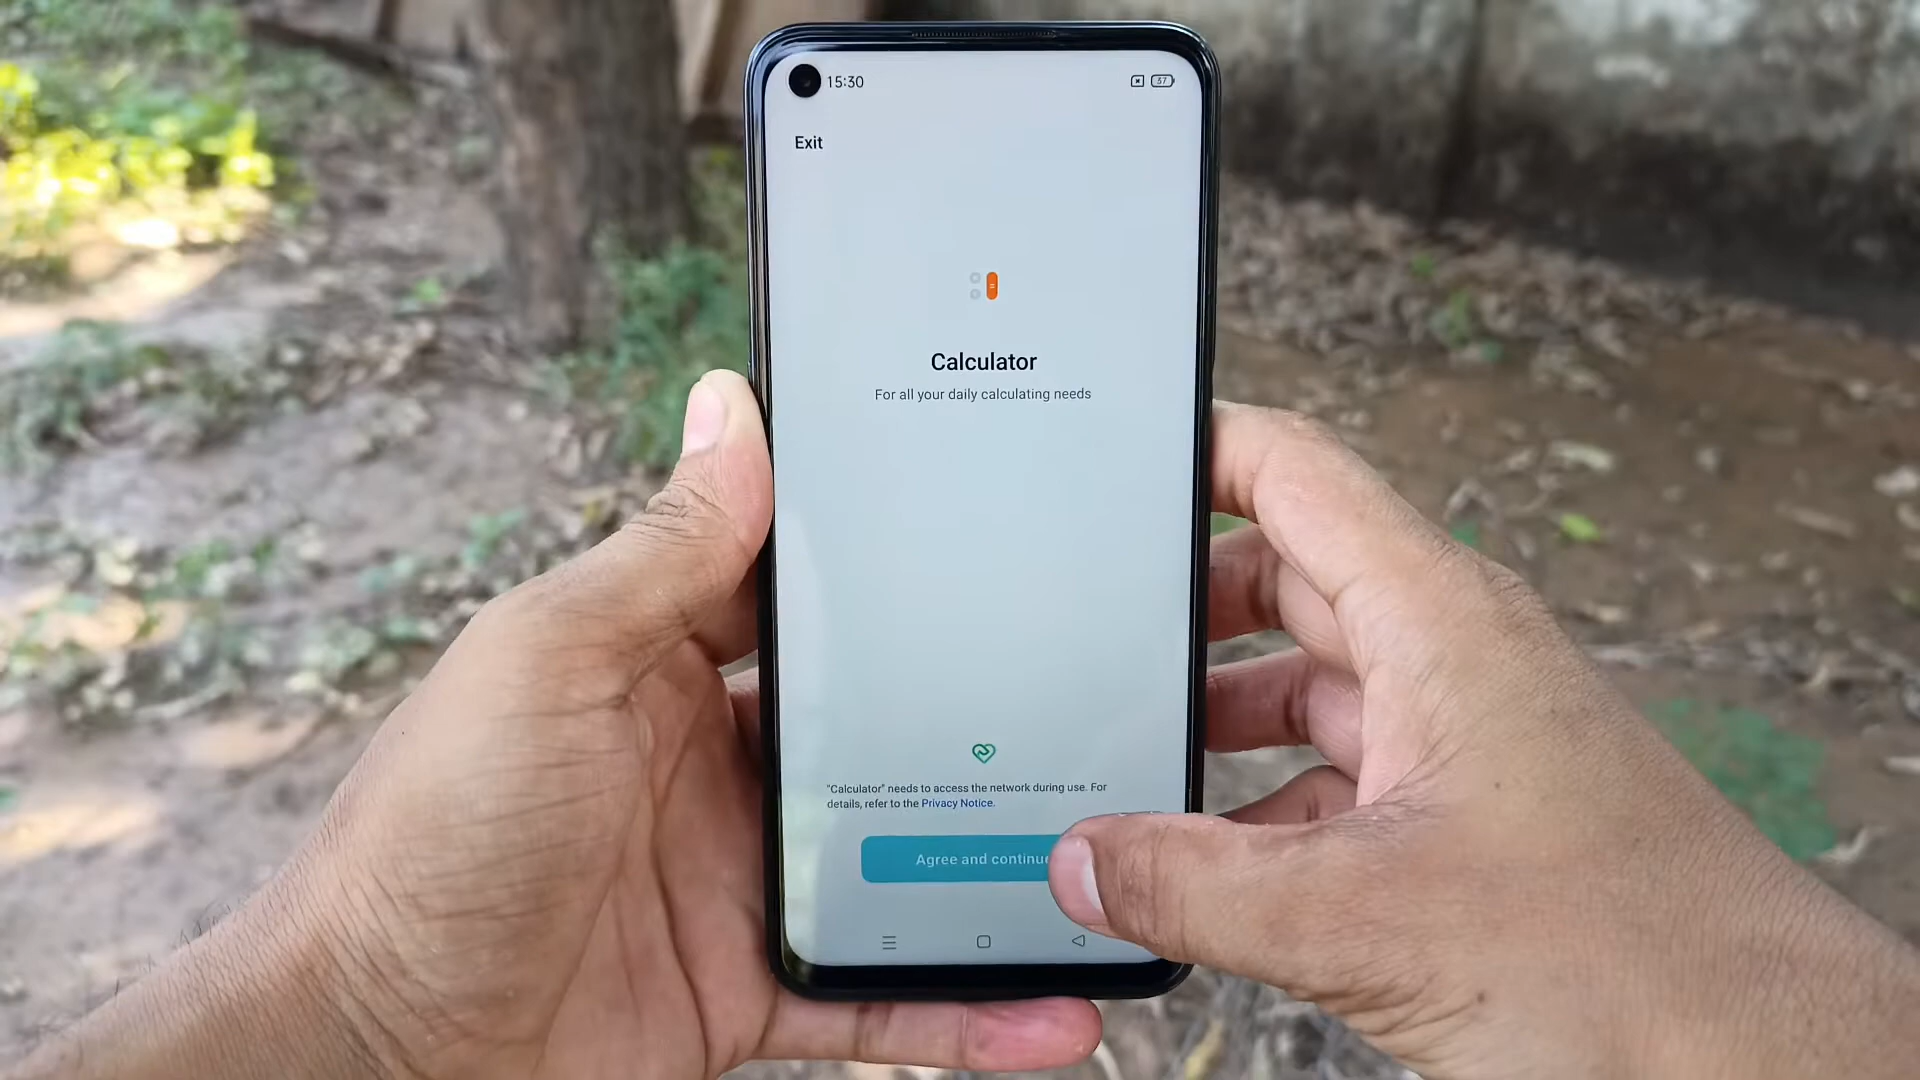 15:30
37
Exit
Calculator
For all your daily calculating needs
"Calculator" needs to access the network during use. For
details, refer to the Privacy Notice.
Agree and continu